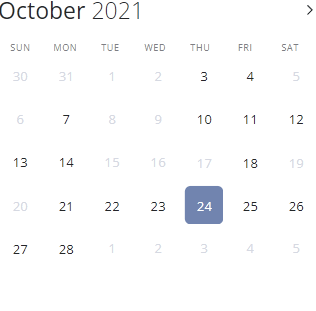 October 2021
SUN MON TUE WED THU FRI SAT
30 31 1 2 3 4 5
6 7 8 9 10 11 12
13 14 15 16 17 18 19
20 21 22 23 24 25 26
27 28 1 2 3 4 5